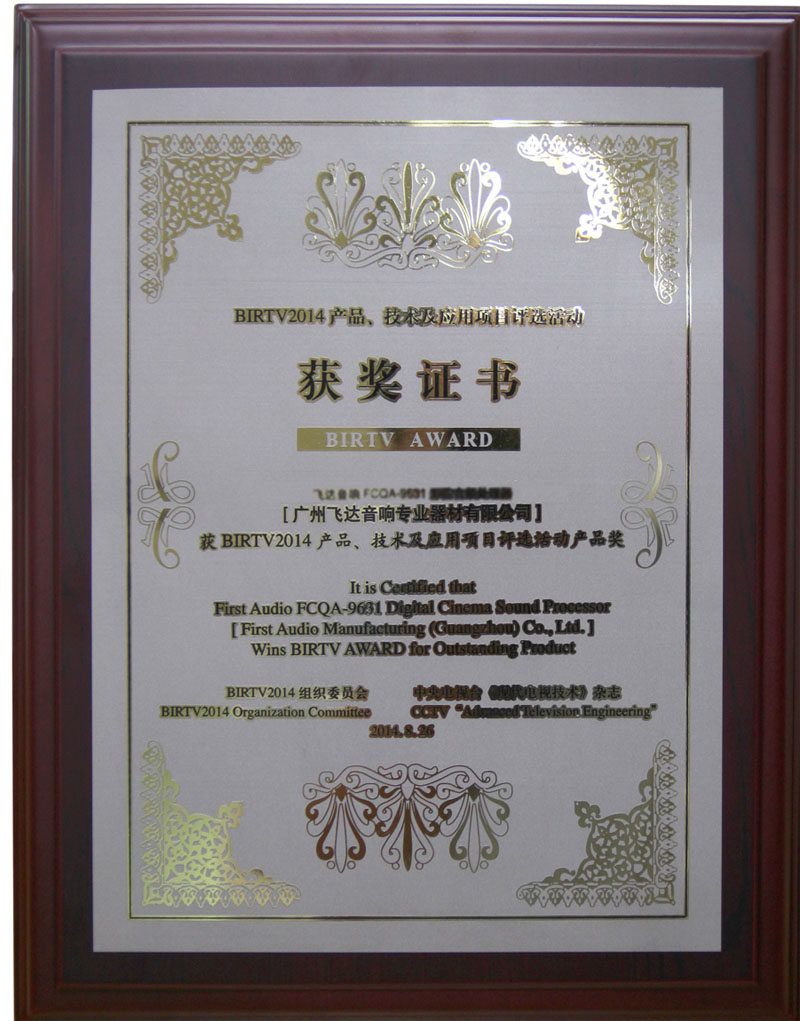 BIRTV2014 产品、技术及应用项目评选活动
获奖证书
BIRTV AWARD
飞达音响 FCQA-9631
[广州飞达音响专业器材有限公司]
获 BIRTV2014 产品、技术及应用项目评选活动产品奖
It is Certified that
First Audio FCQA-9631 Digital Cinema Sound Processor
[ First Audio Manufacturing (Guangzhou) Co., Ltd. ]
Wins BIRTV AWARD for Outstanding Product
BIRTV2014 组织委员会 中央电视台《现代电视技术》杂志
BIRTV2014 Organization Committee CCTV “Advanced Television Engineering”
2014.8.26